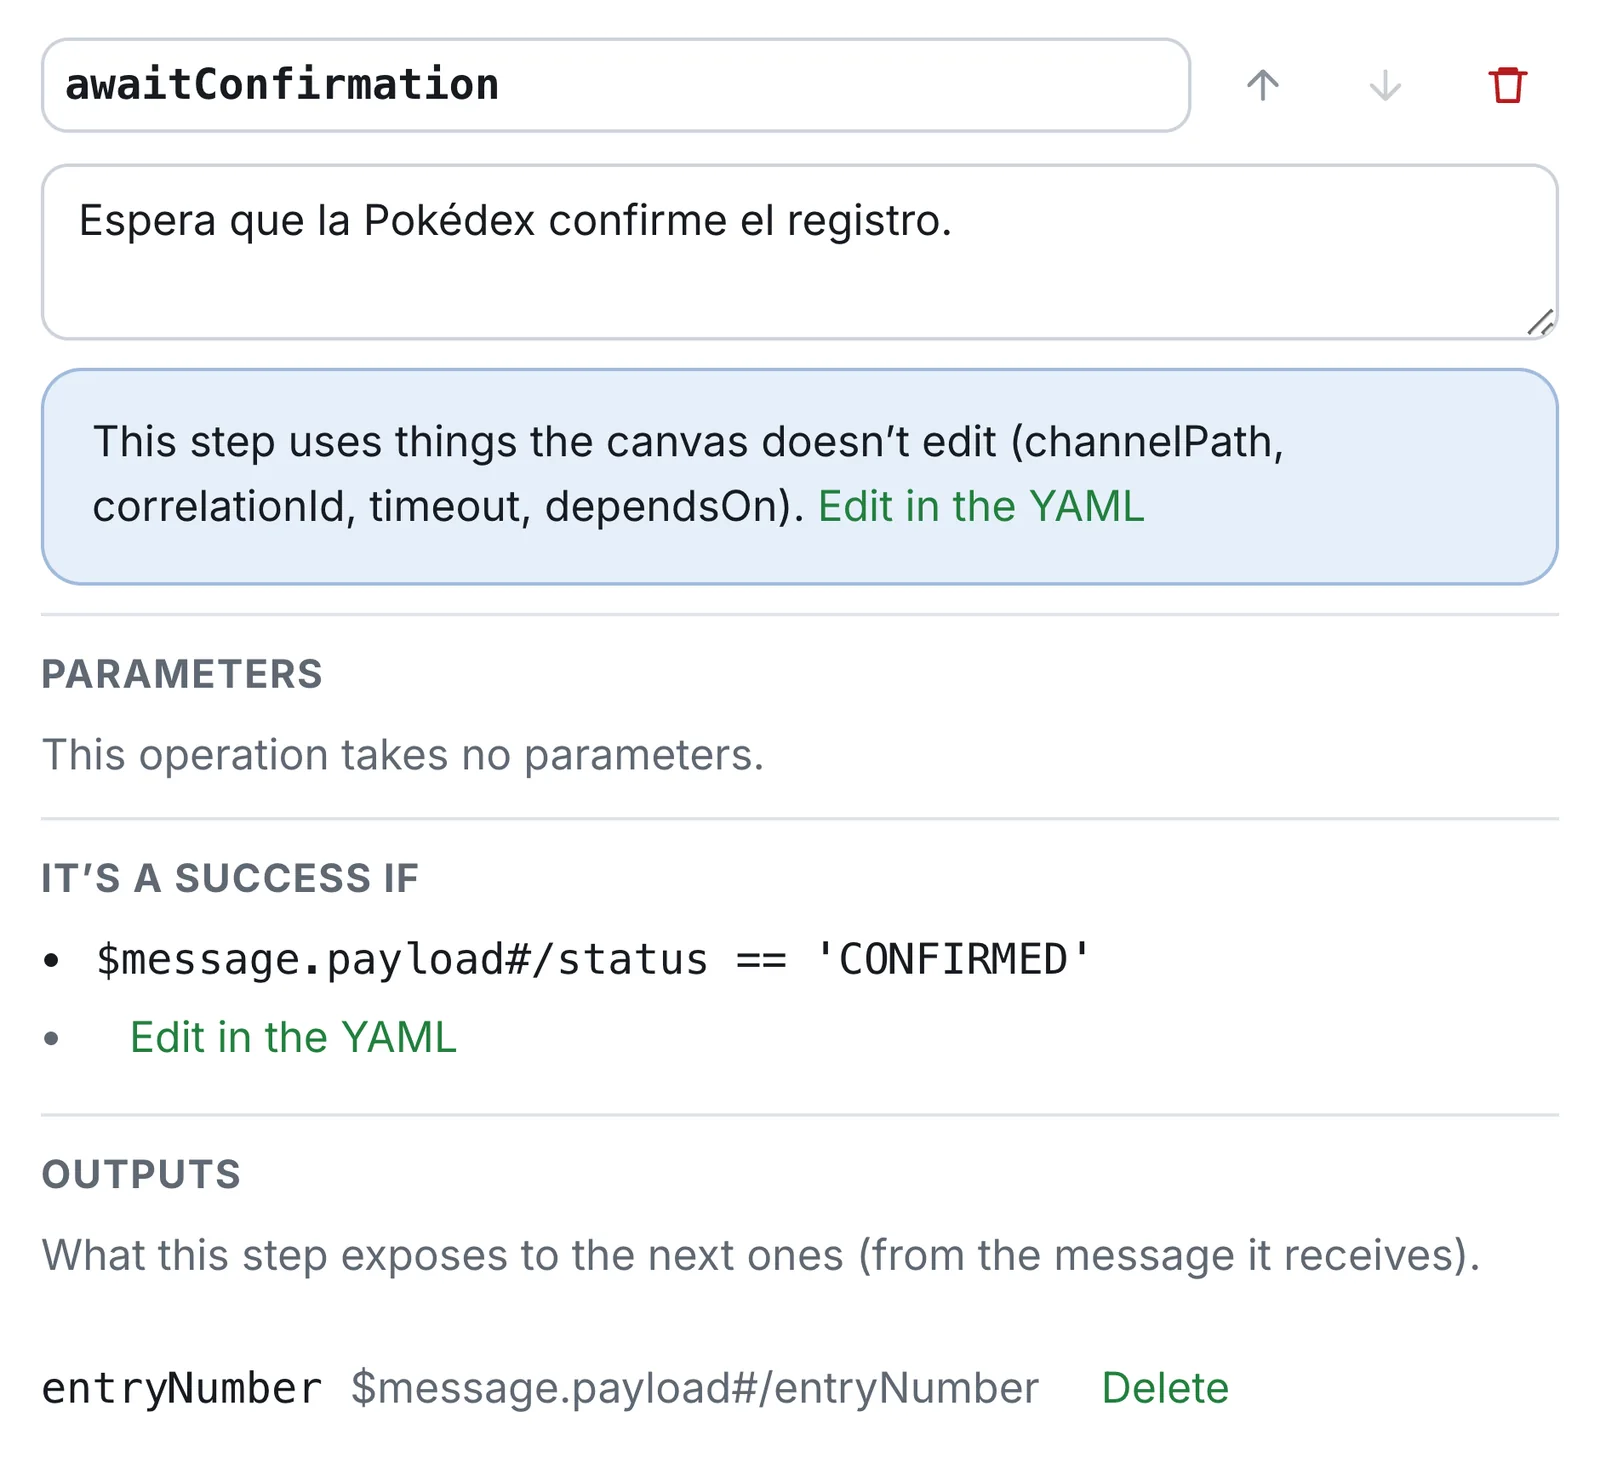 awaitConfirmation
Espera que la Pokédex confirme el registro.
This step uses things the canvas doesn’t edit (channelPath,
correlationId, timeout, dependsOn). Edit in the YAML
PARAMETERS
This operation takes no parameters.
IT’S A SUCCESS IF
• $message.payload#/status == 'CONFIRMED'
• Edit in the YAML
OUTPUTS
What this step exposes to the next ones (from the message it receives).
entryNumber $message.payload#/entryNumber Delete